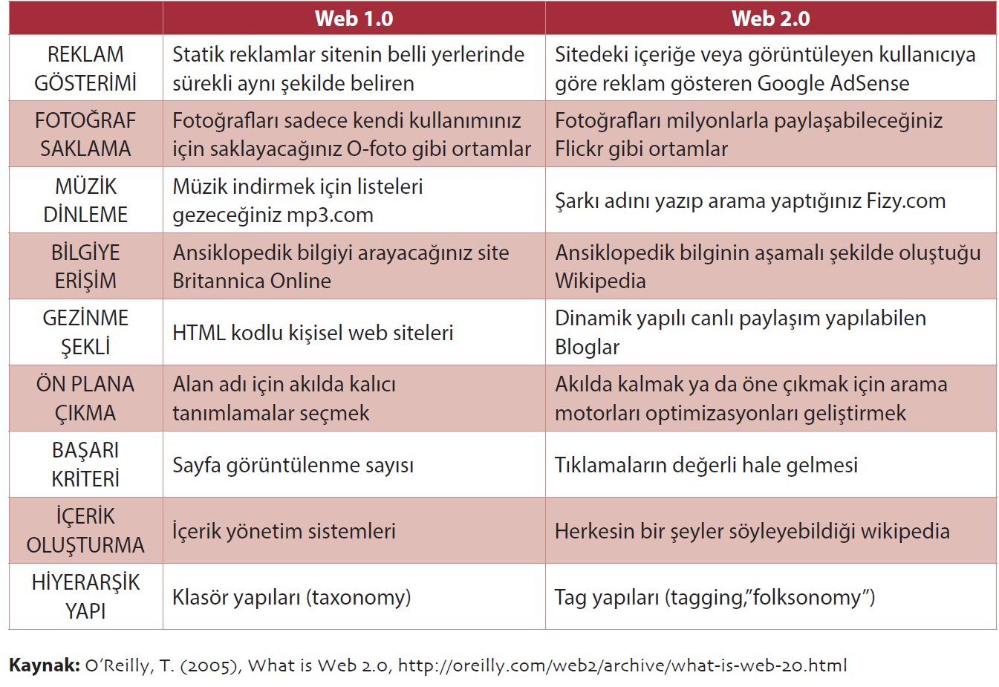 Web 1.0
Web 2.0
REKLAM
GÖSTERİMİ
Statik reklamlar sitenin belli yerlerinde
sürekli aynı şekilde beliren
Sitedeki içeriğe veya görüntüleyen kullanıcıya
göre reklam gösteren Google AdSense
FOTOĞRAF
SAKLAMA
Fotoğrafları sadece kendi kullanımınız
için saklayacağınız O-foto gibi ortamlar
Fotoğrafları milyonlarla paylaşabileceğiniz
Flickr gibi ortamlar
MÜZİK
DİNLEME
Müzik indirmek için listeleri
gezeceğiniz mp3.com
Şarkı adını yazıp arama yaptığınız Fizy.com
BİLGİYE
ERİŞİM
Ansiklopedik bilgiyi arayacağınız site
Britannica Online
Ansiklopedik bilginin aşamalı şekilde oluştuğu
Wikipedia
GEZİNME
ŞEKLİ
HTML kodlu kişisel web siteleri
Dinamik yapılı canlı paylaşım yapılabilen
Bloglar
ÖN PLANA
ÇIKMA
Alan adı için akılda kalıcı
tanımlamalar seçmek
Akılda kalmak ya da öne çıkmak için arama
motorları optimizasyonları geliştirmek
BAŞARI
KRİTERİ
Sayfa görüntülenme sayısı
Tıklamaların değerli hale gelmesi
İÇERİK
OLUŞTURMA
İçerik yönetim sistemleri
Herkesin bir şeyler söyleyebildiği wikipedia
HİYERARŞİK
YAPI
Klasör yapıları (taxonomy)
Tag yapıları (tagging,”folksonomy”)
Kaynak: O’Reilly, T. (2005), What is Web 2.0, http://oreilly.com/web2/archive/what-is-web-20.html